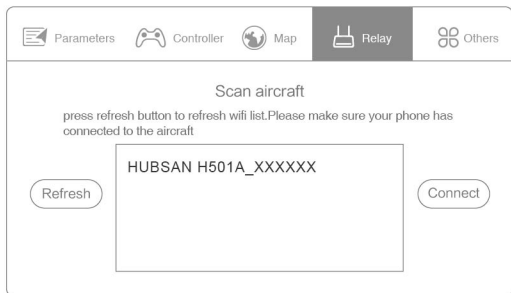 Parameters
Controller
Map
Relay
Others
Scan aircraft
press refresh button to refresh wifi list.Please make sure your phone has
connected to the aircraft
HUBSAN H501A_XXXXXX
Refresh
Connect